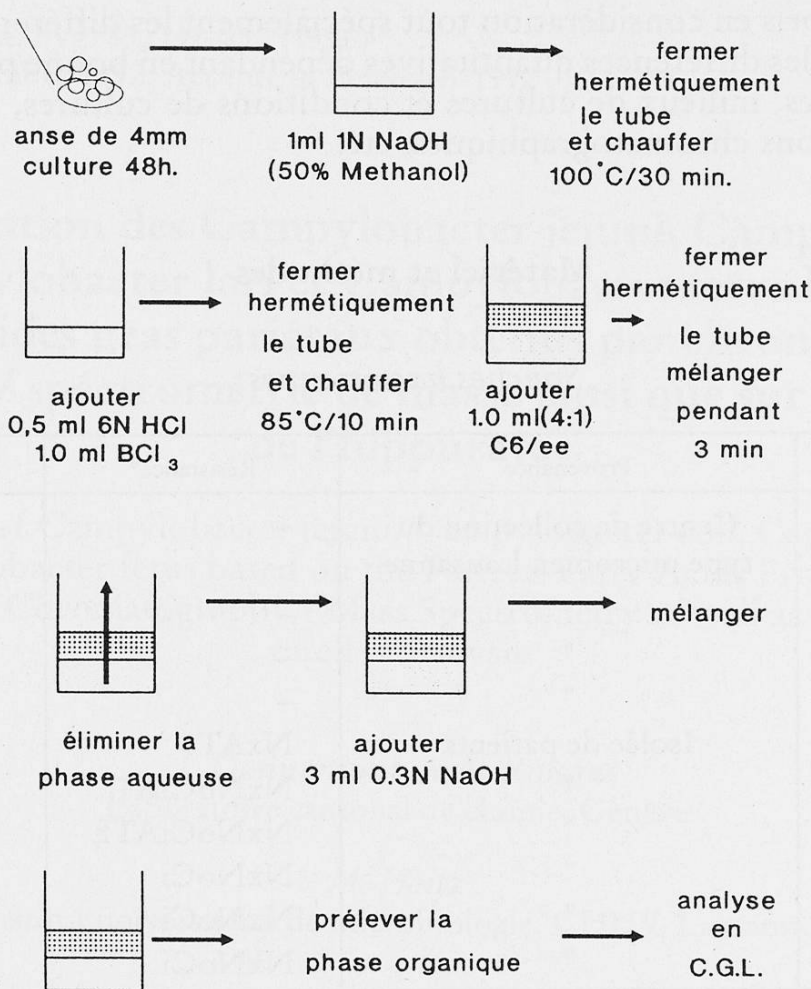 anse de 4mm
culture 48h.
1ml 1N NaOH
(50% Methanol)
fermer
hermétiquement
le tube
et chauffer
100°C/30 min.
ajouter
0,5 ml 6N HCl
1.0 ml BCl3
fermer
hermétiquement
le tube
et chauffer
85°C/10 min
ajouter
1.0 ml(4:1)
C6/ee
fermer
hermétiquement
le tube
mélanger
pendant
3 min
éliminer la
phase aqueuse
ajouter
3 ml 0.3N NaOH
mélanger
prélever la
phase organique
analyse
en
C.G.L.